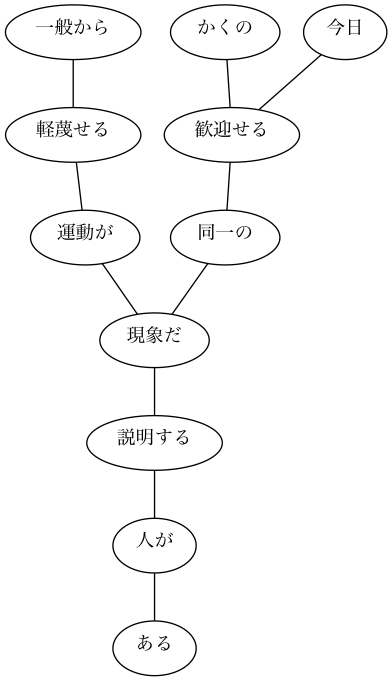 一般から
かくの
今日
軽蔑せる
歓迎せる
運動が
同一の
現象だ
説明する
人が
ある